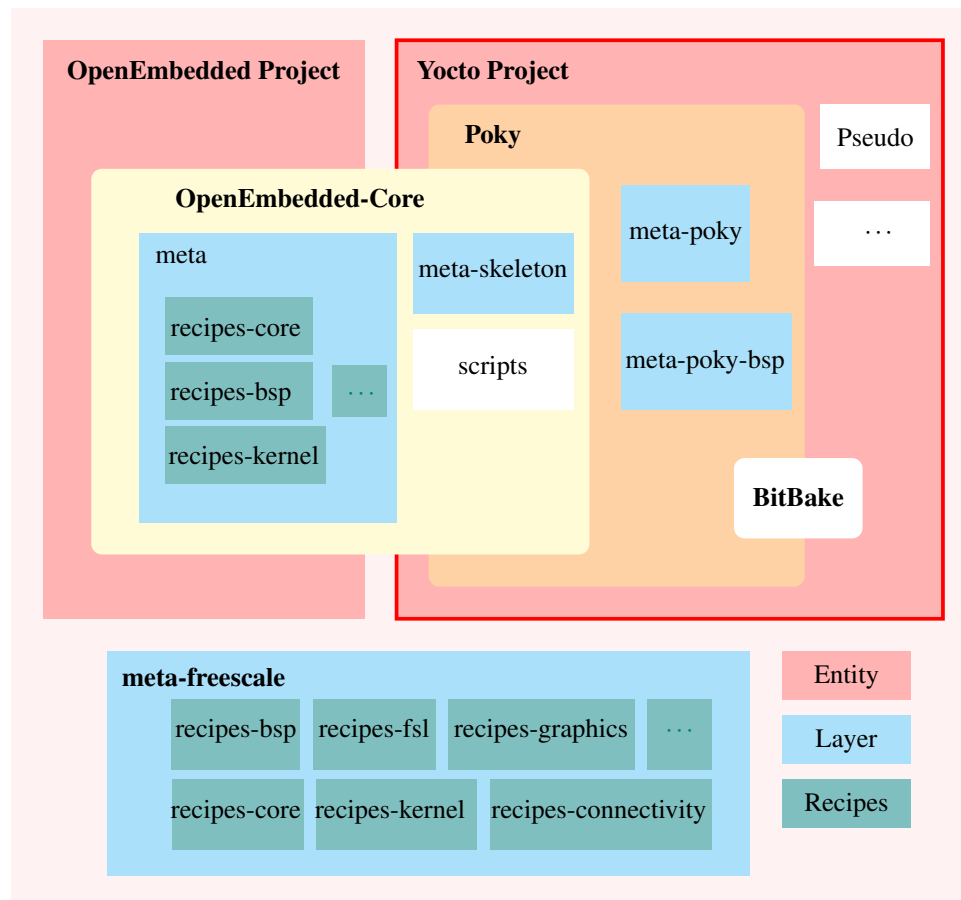 OpenEmbedded Project
Yocto Project
Poky
Pseudo
OpenEmbedded-Core
meta-poky
...
meta
meta-skeleton
recipes-core
scripts
meta-poky-bsp
recipes-bsp
...
recipes-kernel
BitBake
meta-freescale
Entity
recipes-bsp
recipes-fsl
recipes-graphics
...
Layer
recipes-core
recipes-kernel
recipes-connectivity
Recipes